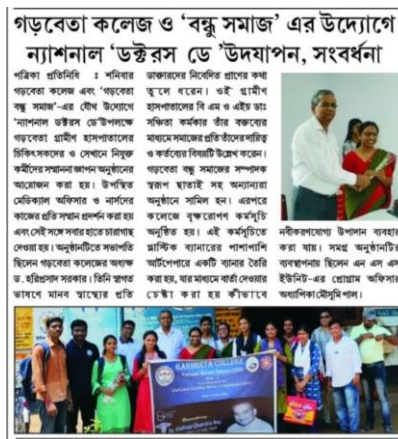 গড়বেতা কলেজ ও 'বন্ধু সমাজ' এর উদ্যোগে
ন্যাশনাল 'ডক্টরস ডে 'উদযাপন, সংবর্ধনা
পত্রিকা প্রতিনিধি : শনিবার
গড়বেতা কলেজ এবং 'গড়বেতা
বন্ধু সমাজ'-এর যৌথ উদ্যোগে
'ন্যাশনাল ডক্টরস ডে'উপলক্ষে
গড়বেতা গ্রামীণ হাসপাতালের
চিকিৎসকদের ও সেখানে নিযুক্ত
কর্মীদের সম্মাননা জ্ঞাপন অনুষ্ঠানের
আয়োজন করা হয়। উপস্থিত
মেডিক্যাল অফিসার ও নার্সদের
কাজের প্রতি সম্মান প্রদর্শন করা হয়
এবং সেই সঙ্গে সবার হাতে চারাগাছ
দেওয়া হয়। অনুষ্ঠানটিতে সভাপতি
ছিলেন গড়বেতা কলেজের অধ্যক্ষ
ড. হরিপ্রসাদ সরকার। তিনি স্বাগত
ভাষণে মানব স্বাস্থ্যের প্রতি
ডাক্তারদের নিবেদিত প্রাণের কথা
তুলে ধরেন। ওই গ্রামীণ
হাসপাতালের বি এম ও এইচ ডাঃ
সঞ্চিতা কর্মকার তাঁর বক্তব্যের
মাধ্যমে সমাজের প্রতি তাঁদের দায়িত্ব
ও কর্তব্যের বিষয়টি উল্লেখ করেন।
গড়বেতা বন্ধু সমাজের সম্পাদক
স্বরূপ ছাতাই সহ অন্যান্যরা
অনুষ্ঠানে সামিল হন। এরপরে
কলেজে বৃক্ষরোপণ কর্মসূচি
অনুষ্ঠিত হয়। এই কর্মসূচিতে
প্লাস্টিক ব্যানারের পাশাপাশি
আর্টপেপারে একটি ব্যানার তৈরি
করা হয়, যার মাধ্যমে বার্তা দেওয়ার
চেষ্টা করা হয় কীভাবে
নবীকরণযোগ্য উপাদান ব্যবহার
করা যায়। সমগ্র অনুষ্ঠানটির
ব্যবস্থাপনায় ছিলেন এন এস এস
ইউনিট-এর প্রোগ্রাম অফিসার
অধ্যাপিকা মৌসুমি পাল।
GARHBETA COLLEGE